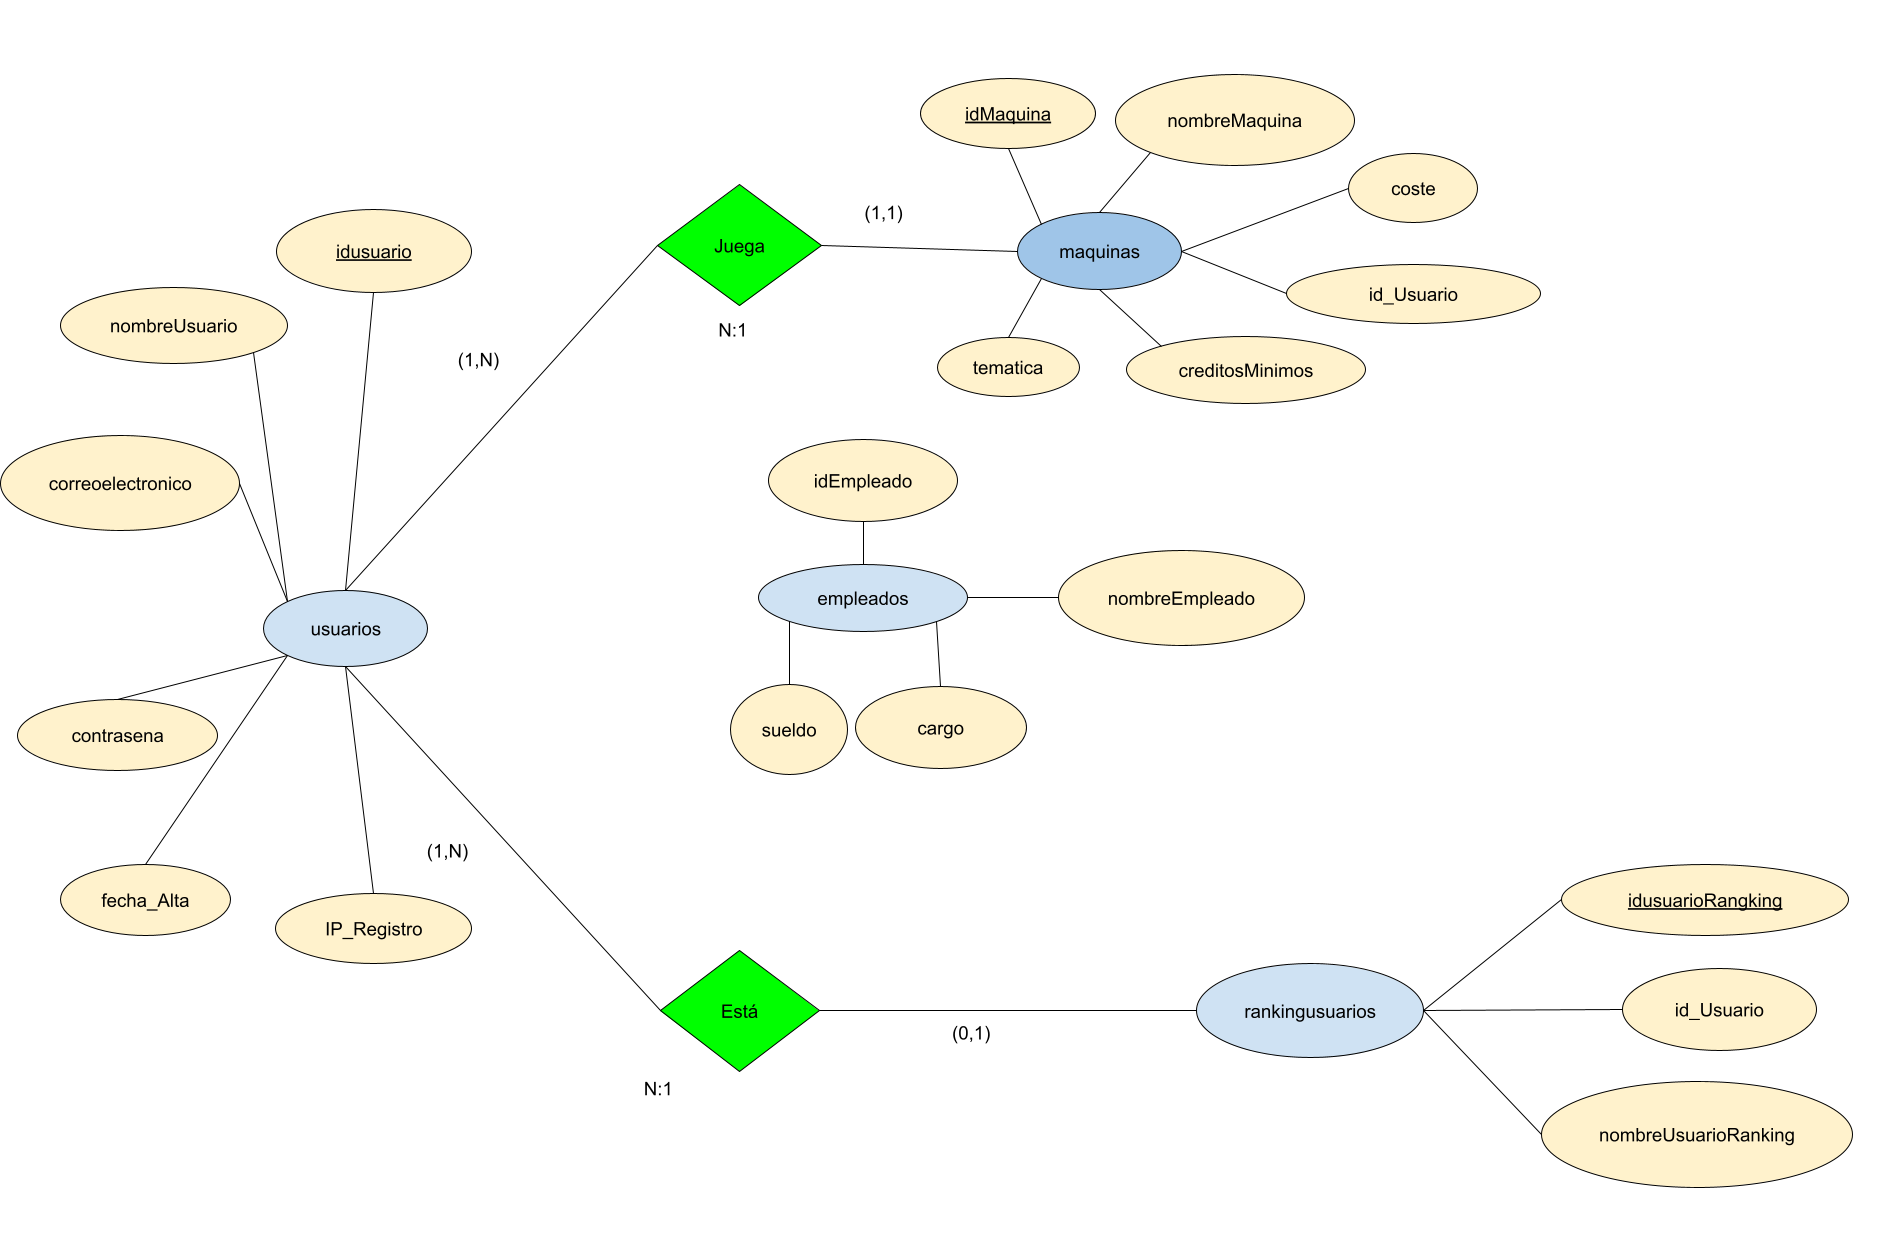 idMaquina
nombreMaquina
coste
(1,1)
idusuario
Juega
maquinas
id_Usuario
nombreUsuario
N:1
(1,N)
tematica
creditosMinimos
correoelectronico
idEmpleado
empleados
nombreEmpleado
usuarios
sueldo
cargo
contrasena
(1,N)
fecha_Alta
IP_Registro
idusuarioRangking
Está
rankingusuarios
id_Usuario
(0,1)
N:1
nombreUsuarioRanking